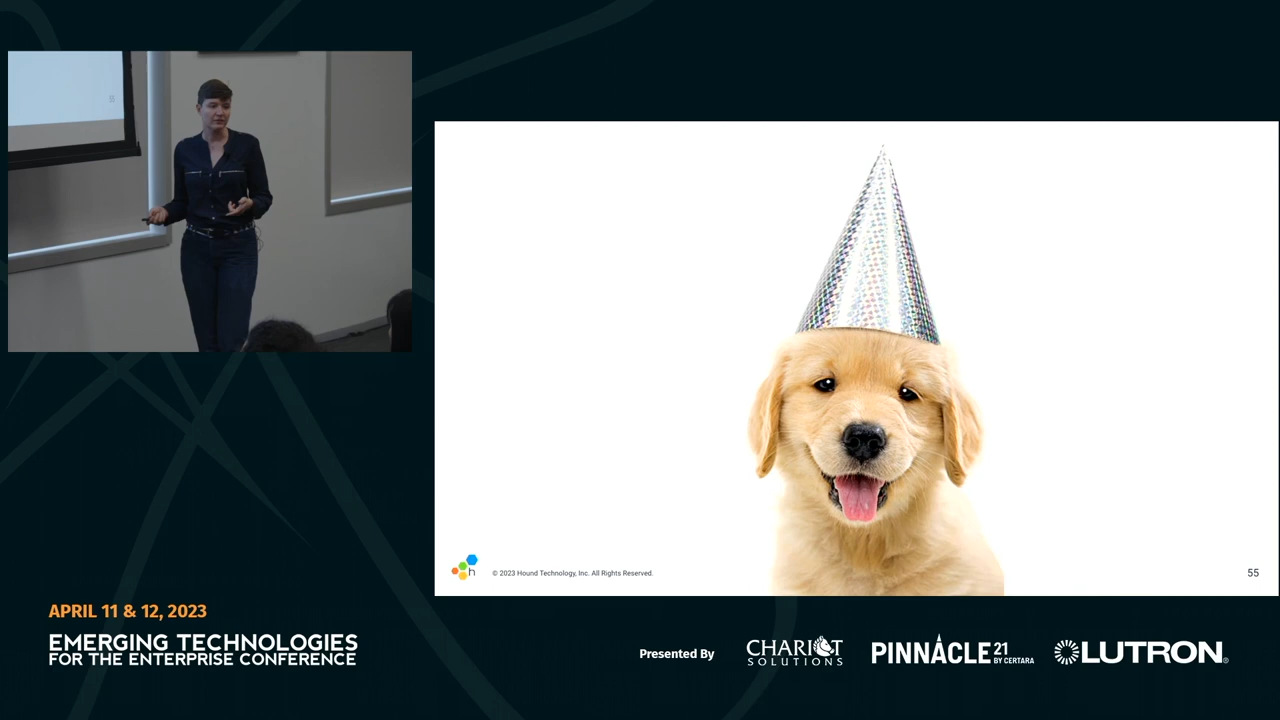 h
© 2023 Hound Technology, Inc. All Rights Reserved.
55
APRIL 11 & 12, 2023
EMERGING TECHNOLOGIES
FOR THE ENTERPRISE CONFERENCE
Presented By
CHARIOT
SOLUTIONS
PINNACLE 21
BY CERTARA
LUTRON®